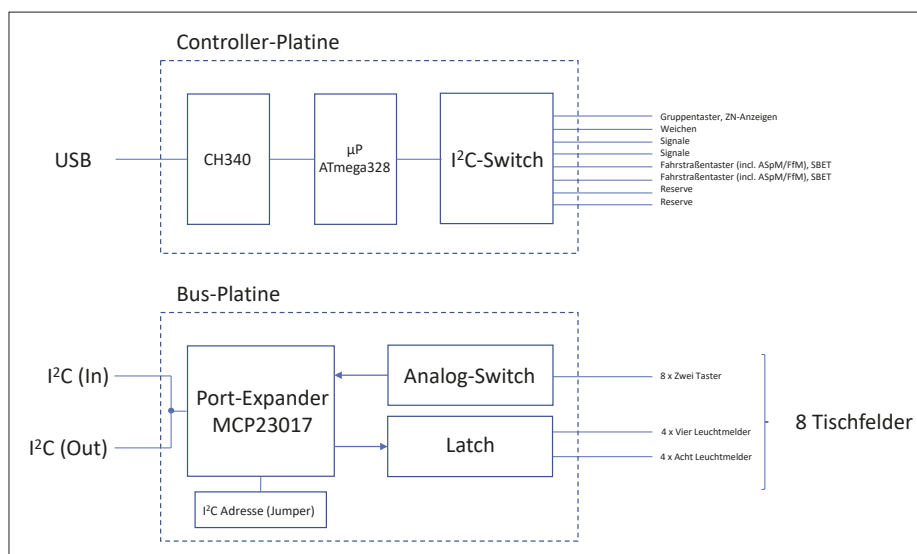 Controller-Platine
USB
CH340
µP
ATmega328
I²C-Switch
Gruppentaster, ZN-Anzeigen
Weichen
Signale
Signale
Fahrstraßentaster (incl. ASpM/FfM), SBET
Fahrstraßentaster (incl. ASpM/FfM), SBET
Reserve
Reserve
Bus-Platine
I²C (In)
I²C (Out)
Port-Expander
MCP23017
I²C Adresse (Jumper)
Analog-Switch
Latch
8 x Zwei Taster
4 x Vier Leuchtmelder
4 x Acht Leuchtmelder
8 Tischfelder